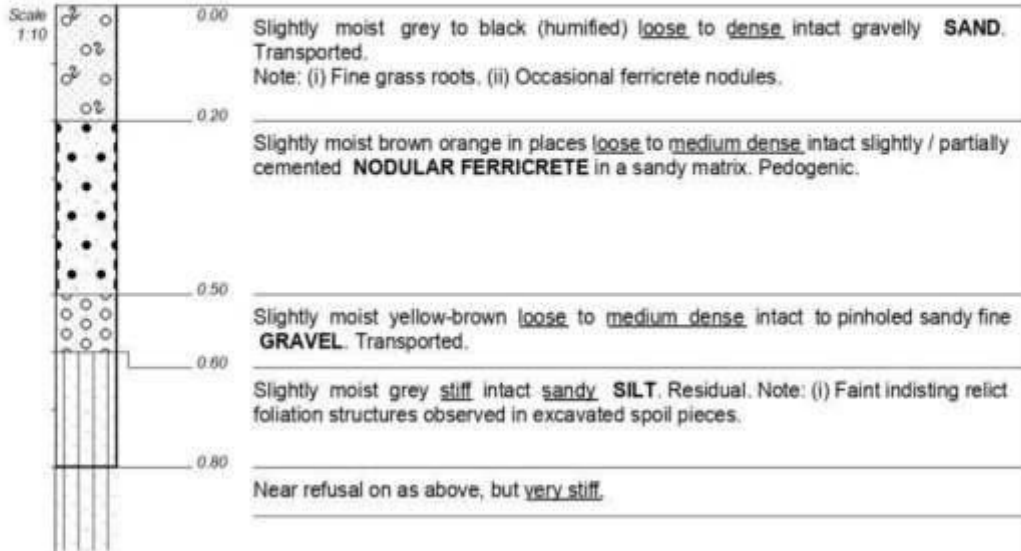 Scale
1:10
0.00
Slightly moist grey to black (humified) loose to dense intact gravelly SAND.
Transported.
Note: (i) Fine grass roots. (ii) Occasional ferricrete nodules.
0.20
Slightly moist brown orange in places loose to medium dense intact slightly / partially
cemented NODULAR FERRICRETE in a sandy matrix. Pedogenic.
0.50
Slightly moist yellow-brown loose to medium dense intact to pinholed sandy fine
GRAVEL. Transported.
0.60
Slightly moist grey stiff intact sandy SILT. Residual. Note: (i) Faint indisting relict
foliation structures observed in excavated spoil pieces.
0.80
Near refusal on as above, but very stiff.